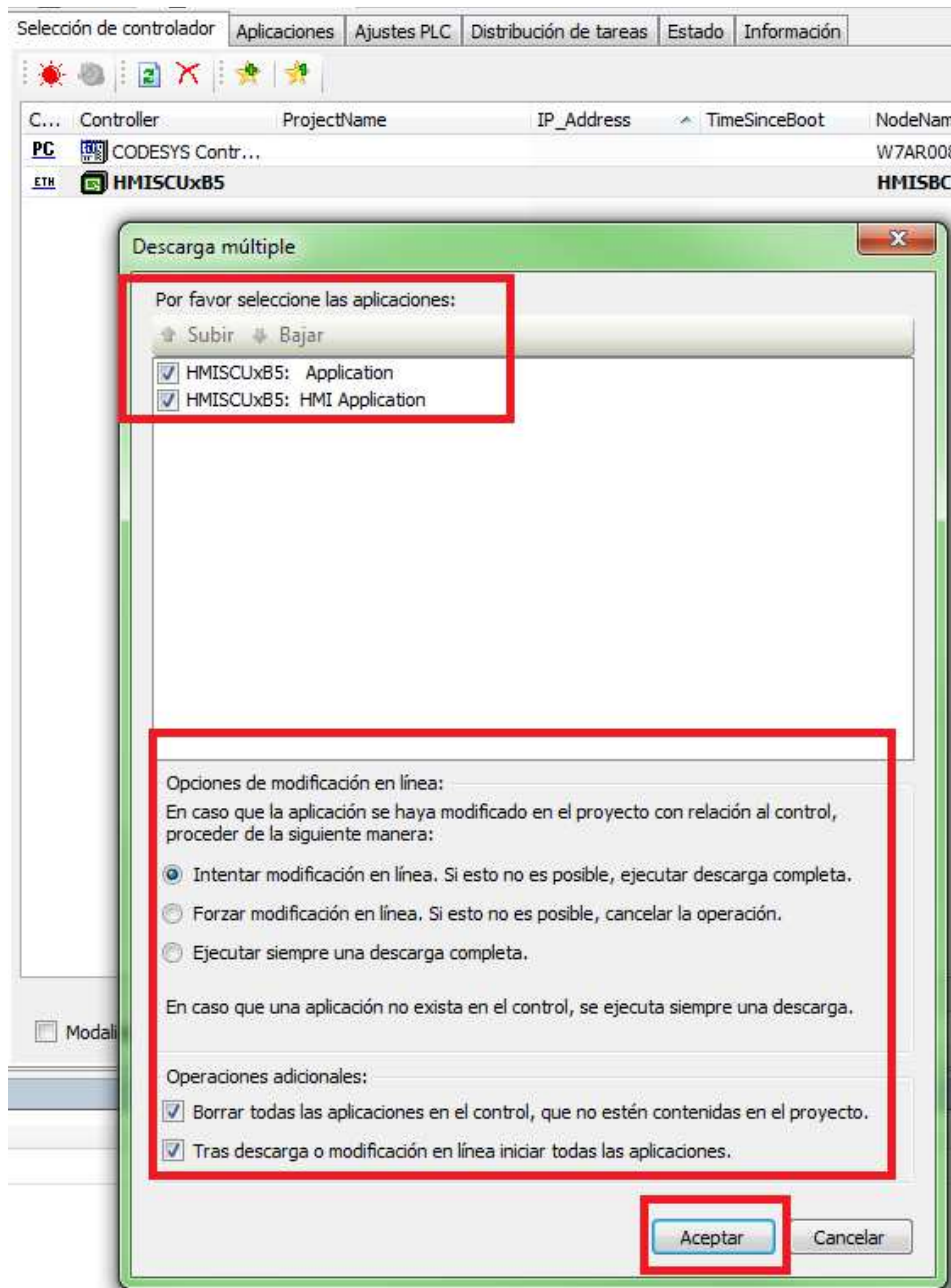 Selección de controlador Aplicaciones Ajustes PLC Distribución de tareas Estado Información
C... Controller ProjectName IP_Address TimeSinceBoot NodeNam
PC CODESYS Contr... W7AR008
ETH HMISCUxB5 HMISBC
Descarga múltiple
Por favor seleccione las aplicaciones:
Subir Bajar
HMISCUxB5: Application
HMISCUxB5: HMI Application
Opciones de modificación en línea:
En caso que la aplicación se haya modificado en el proyecto con relación al control,
proceder de la siguiente manera:
Intentar modificación en línea. Si esto no es posible, ejecutar descarga completa.
Forzar modificación en línea. Si esto no es posible, cancelar la operación.
Ejecutar siempre una descarga completa.
En caso que una aplicación no exista en el control, se ejecuta siempre una descarga.
Modali
Operaciones adicionales:
Borrar todas las aplicaciones en el control, que no estén contenidas en el proyecto.
Tras descarga o modificación en línea iniciar todas las aplicaciones.
Aceptar Cancelar